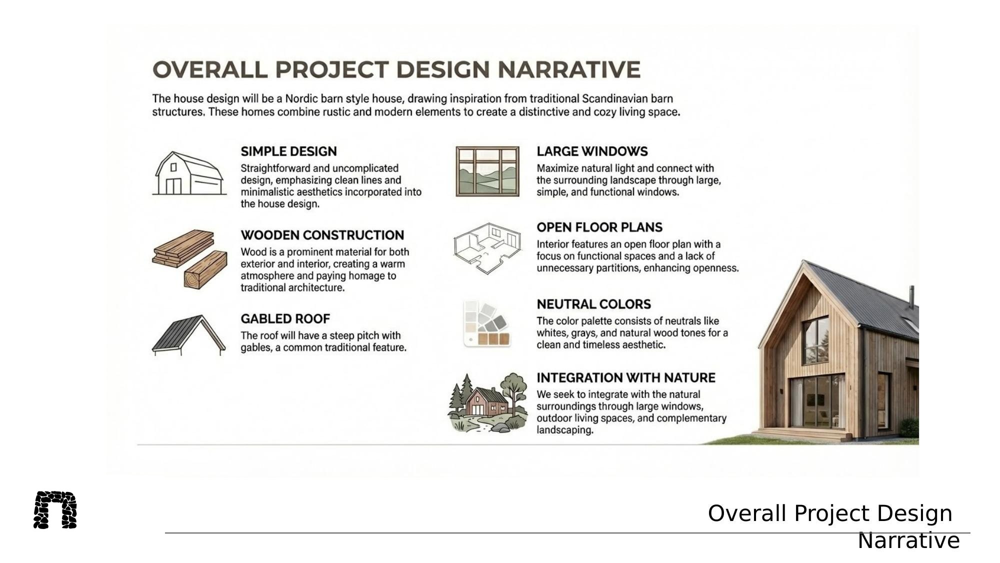 OVERALL PROJECT DESIGN NARRATIVE
The house design will be a Nordic barn style house, drawing inspiration from traditional Scandinavian barn
structures. These homes combine rustic and modern elements to create a distinctive and cozy living space.
SIMPLE DESIGN
Straightforward and uncomplicated
design, emphasizing clean lines and
minimalistic aesthetics incorporated into
the house design.
WOODEN CONSTRUCTION
Wood is a prominent material for both
exterior and interior, creating a warm
atmosphere and paying homage to
traditional architecture.
GABLED ROOF
The roof will have a steep pitch with
gables, a common traditional feature.
LARGE WINDOWS
Maximize natural light and connect with
the surrounding landscape through large,
simple, and functional windows.
OPEN FLOOR PLANS
Interior features an open floor plan with a
focus on functional spaces and a lack of
unnecessary partitions, enhancing openness.
NEUTRAL COLORS
The color palette consists of neutrals like
whites, grays, and natural wood tones for a
clean and timeless aesthetic.
INTEGRATION WITH NATURE
We seek to integrate with the natural
surroundings through large windows,
outdoor living spaces, and complementary
landscaping.
Overall Project Design
Narrative